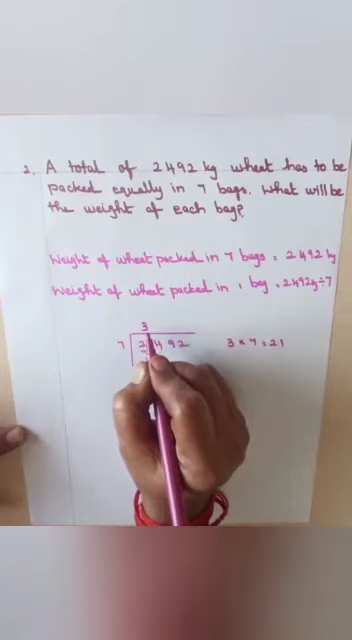 2. A total of 2492 kg wheat has to be
packed equally in 7 bags. What will be
the weight of each bag?
Weight of wheat packed in 7 bags = 2492 kg
Weight of wheat packed in 1 bag = 2492 ÷ 7
3
7 2492 3 × 7 = 21